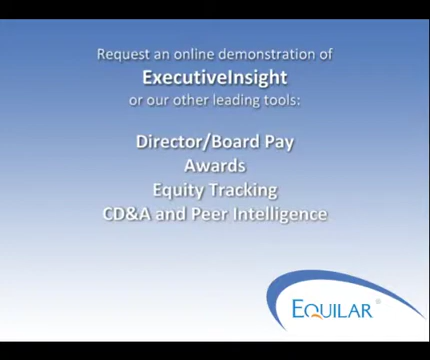 Request an online demonstration of
ExecutiveInsight
or our other leading tools:
Director/Board Pay
Awards
Equity Tracking
CD&A and Peer Intelligence
EQUILAR®